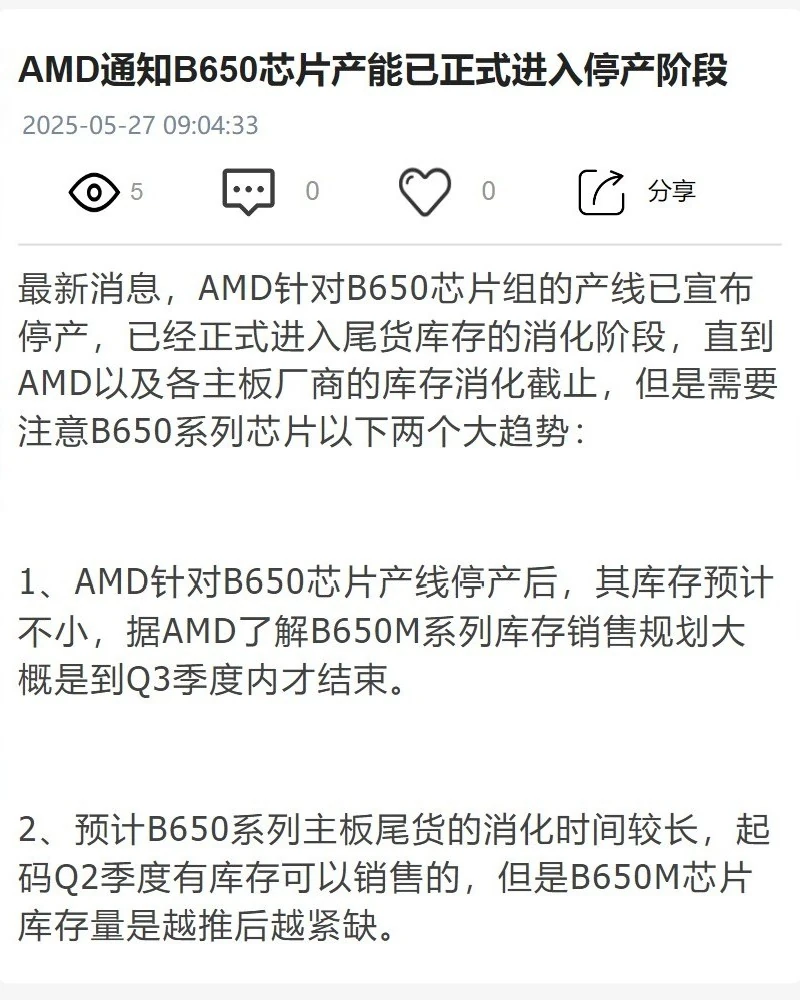 AMD通知B650芯片产能已正式进入停产阶段
2025-05-27 09:04:33
5
0
0
分享
最新消息，AMD针对B650芯片组的产线已宣布
停产，已经正式进入尾货库存的消化阶段，直到
AMD以及各主板厂商的库存消化截止，但是需要
注意B650系列芯片以下两个大趋势：
1、AMD针对B650芯片产线停产后，其库存预计
不小，据AMD了解B650M系列库存销售规划大
概是到Q3季度内才结束。
2、预计B650系列主板尾货的消化时间较长，起
码Q2季度有库存可以销售的，但是B650M芯片
库存量是越推后越紧缺。